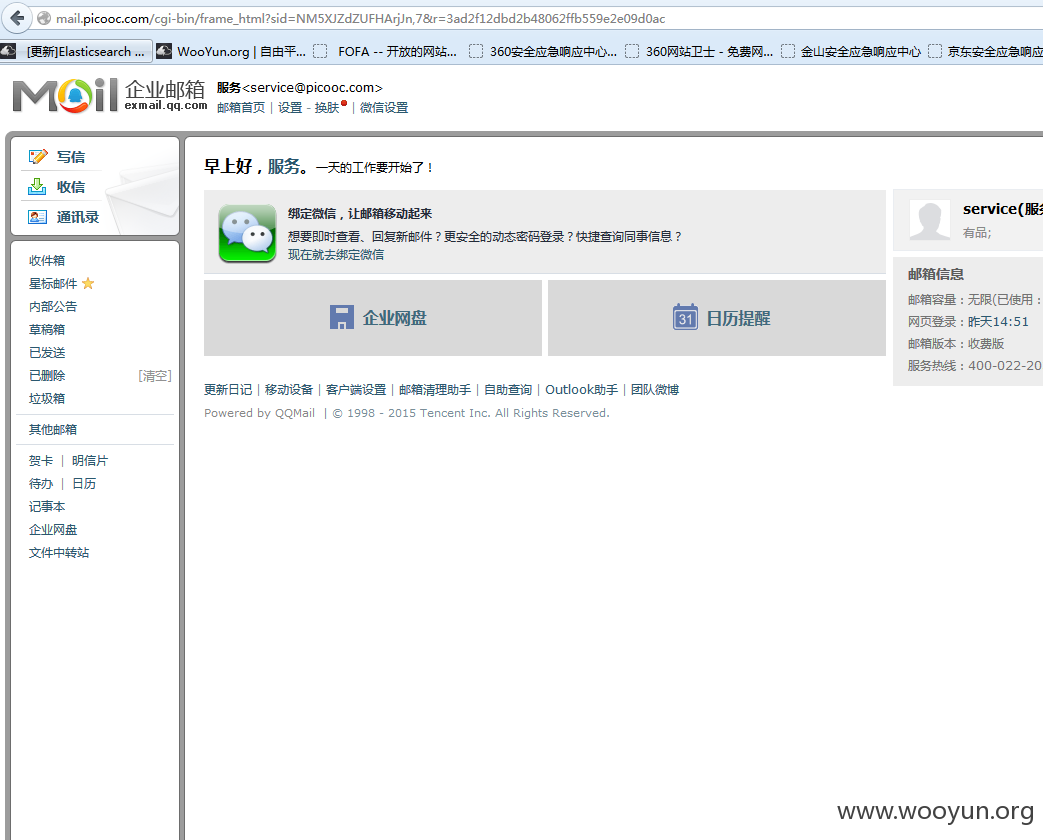 mail.picooc.com/cgi-bin/frame_html?sid=NM5XJZdZUFHArjJn,7&r=3ad2f12dbd2b48062ffb559e2e09d0ac
[更新]Elasticsearch ... WooYun.org | 自由平... FOFA -- 开放的网站... 360安全应急响应中心... 360网站卫士 - 免费网... 金山安全应急响应中心 京东安全应急响应
Mail 企业邮箱 exmail.qq.com
服务<service@picooc.com>
邮箱首页 | 设置 - 换肤 | 微信设置
写信
收信
通讯录
收件箱
星标邮件
内部公告
草稿箱
已发送
已删除 [清空]
垃圾箱
其他邮箱
贺卡 | 明信片
待办 | 日历
记事本
企业网盘
文件中转站
早上好，服务。一天的工作要开始了！
绑定微信，让邮箱移动起来
想要即时查看、回复新邮件？更安全的动态密码登录？快捷查询同事信息？
现在就去绑定微信
企业网盘
31 日历提醒
更新日记 | 移动设备 | 客户端设置 | 邮箱清理助手 | 自助查询 | Outlook助手 | 团队微博
Powered by QQMail | © 1998 - 2015 Tencent Inc. All Rights Reserved.
service(服务
有品;
邮箱信息
邮箱容量：无限(已使用：
网页登录：昨天14:51
邮箱版本：收费版
服务热线：400-022-20
www.wooyun.org